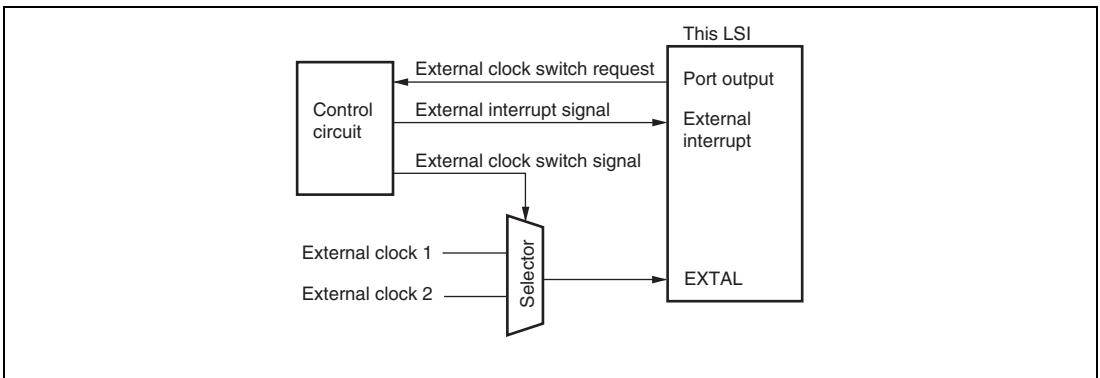 This LSI
External clock switch request
Port output
Control
circuit
External interrupt signal
External
interrupt
External clock switch signal
External clock 1
External clock 2
Selector
EXTAL